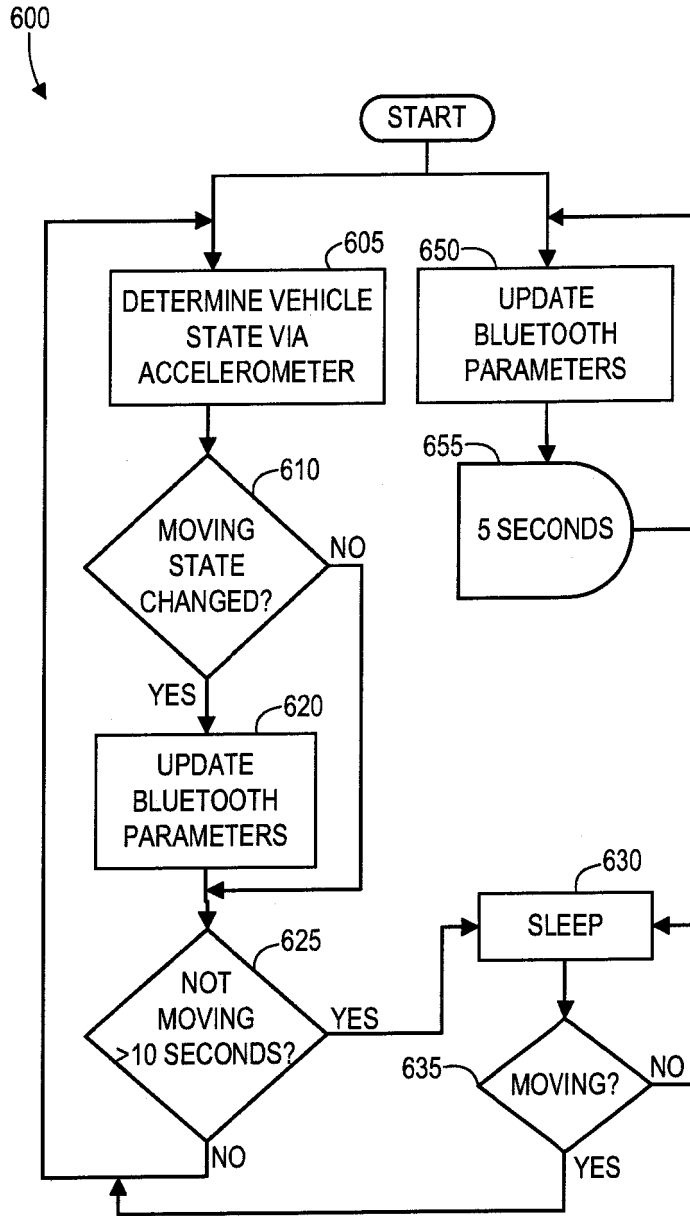 600
START
605
DETERMINE VEHICLE
STATE VIA
ACCELEROMETER
650
UPDATE
BLUETOOTH
PARAMETERS
610
MOVING
STATE
CHANGED?
NO
YES
655
5 SECONDS
620
UPDATE
BLUETOOTH
PARAMETERS
625
NOT
MOVING
>10 SECONDS?
YES
NO
630
SLEEP
635
MOVING?
NO
YES